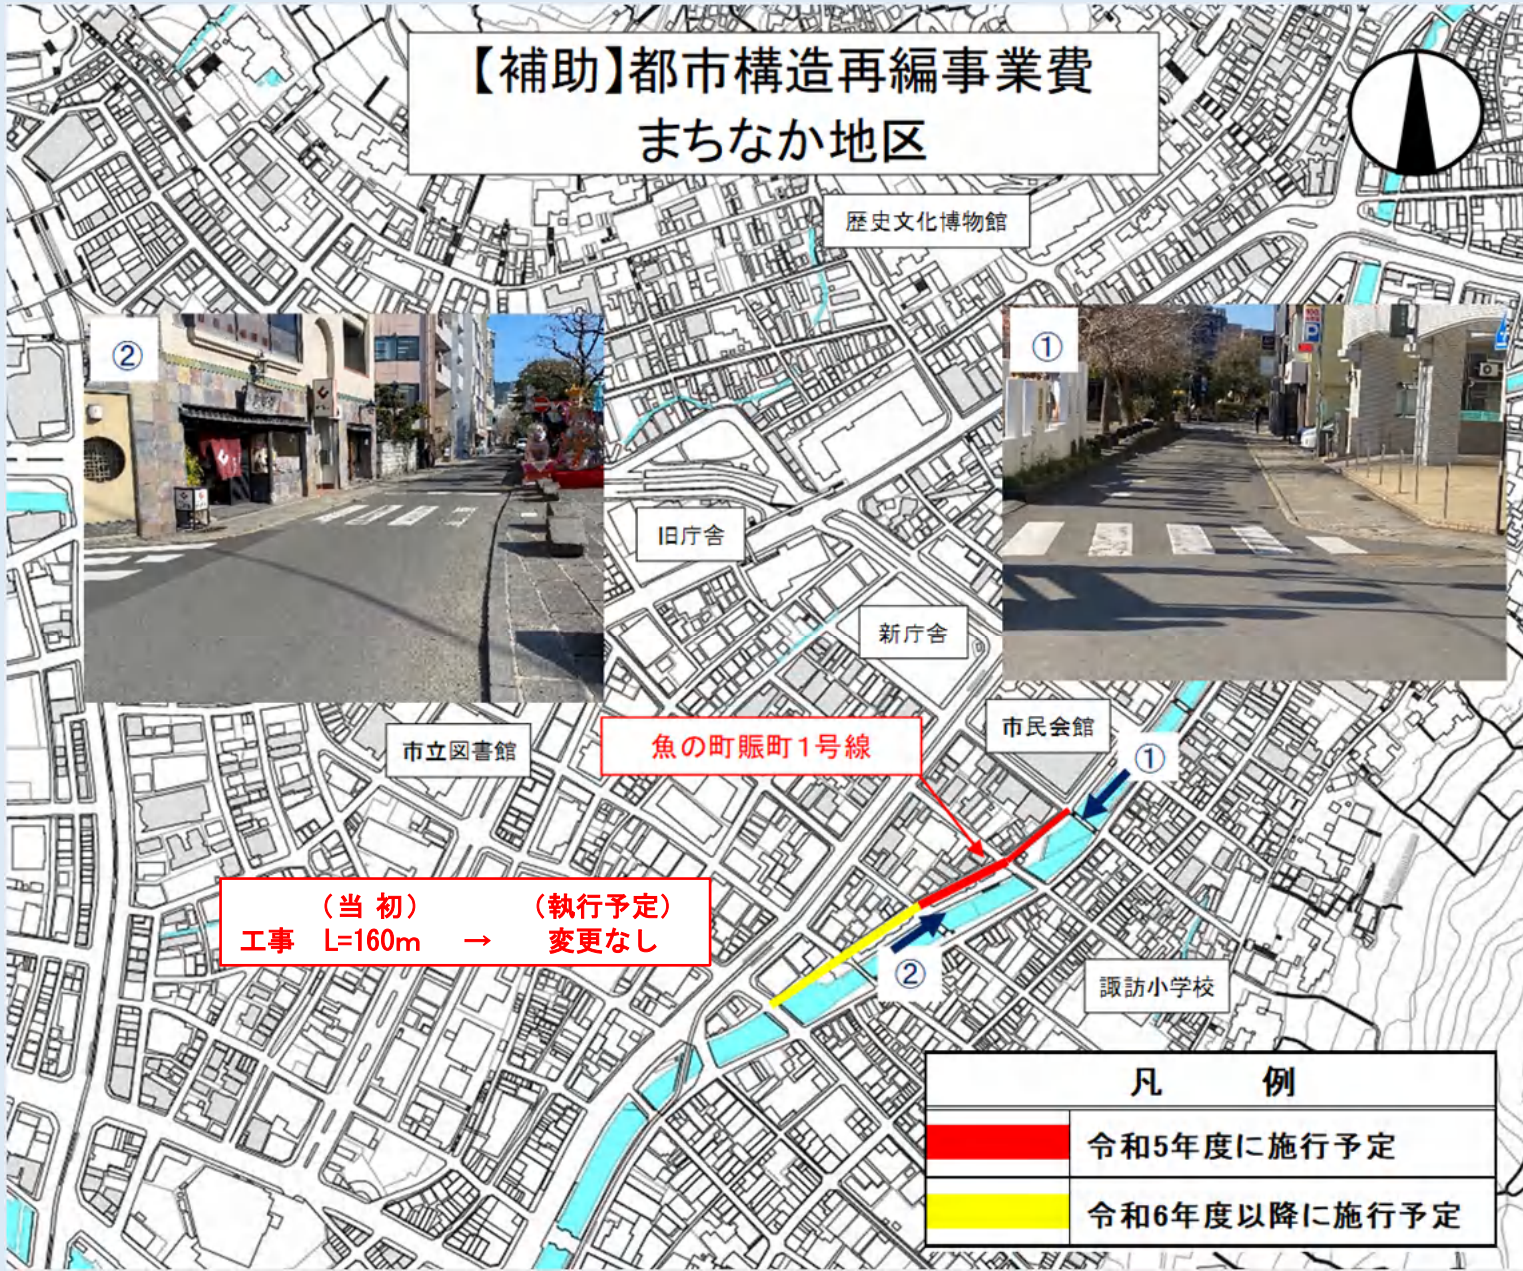 【補助】都市構造再編事業費
まちなか地区
歴史文化博物館
②
①
旧庁舎
新庁舎
市民会館
市立図書館
魚の町賑町1号線
①
（当 初） （執行予定）
工事 L=160m → 変更なし
②
諏訪小学校
凡 例
令和5年度に施行予定
令和6年度以降に施行予定